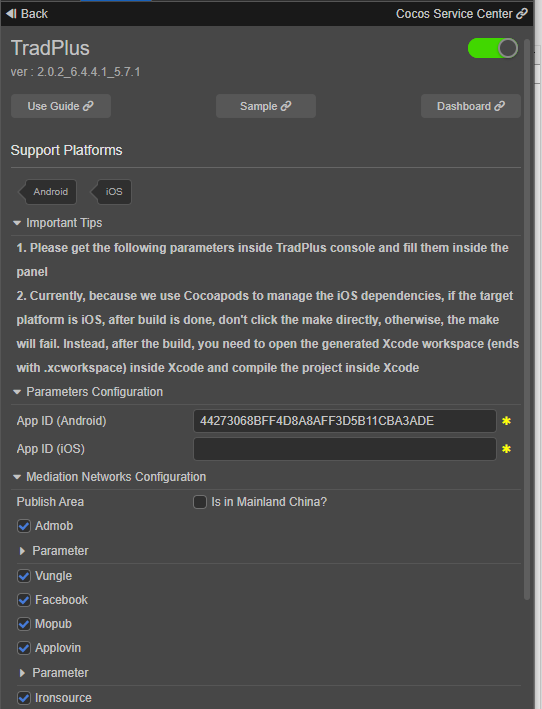 Back
Cocos Service Center
TradPlus
ver : 2.0.2_6.4.4.1_5.7.1
Use Guide
Sample
Dashboard
Support Platforms
Android
iOS
Important Tips
1. Please get the following parameters inside TradPlus console and fill them inside the
panel
2. Currently, because we use Cocoapods to manage the iOS dependencies, if the target
platform is iOS, after build is done, don't click the make directly, otherwise, the make
will fail. Instead, after the build, you need to open the generated Xcode workspace (ends
with .xcworkspace) inside Xcode and compile the project inside Xcode
Parameters Configuration
App ID (Android)
44273068BFF4D8A8AFF3D5B11CBA3ADE
App ID (iOS)
Mediation Networks Configuration
Publish Area
Is in Mainland China?
Admob
Parameter
Vungle
Facebook
Mopub
Applovin
Parameter
Ironsource